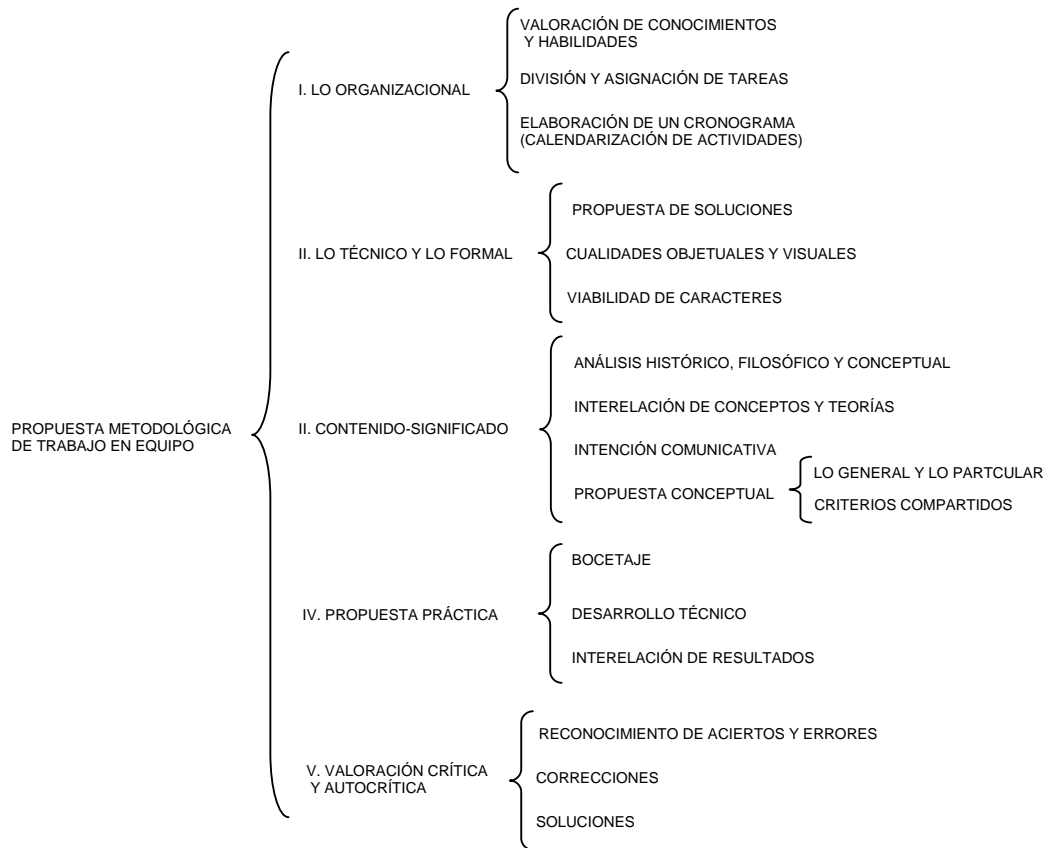 PROPUESTA METODOLÓGICA
DE TRABAJO EN EQUIPO
I. LO ORGANIZACIONAL
VALORACIÓN DE CONOCIMIENTOS
Y HABILIDADES
DIVISIÓN Y ASIGNACIÓN DE TAREAS
ELABORACIÓN DE UN CRONOGRAMA
(CALENDARIZACIÓN DE ACTIVIDADES)
II. LO TÉCNICO Y LO FORMAL
PROPUESTA DE SOLUCIONES
CUALIDADES OBJETUALES Y VISUALES
VIABILIDAD DE CARACTERES
II. CONTENIDO-SIGNIFICADO
ANÁLISIS HISTÓRICO, FILOSÓFICO Y CONCEPTUAL
INTERELACIÓN DE CONCEPTOS Y TEORÍAS
INTENCIÓN COMUNICATIVA
PROPUESTA CONCEPTUAL
LO GENERAL Y LO PARTCULAR
CRITERIOS COMPARTIDOS
IV. PROPUESTA PRÁCTICA
BOCETAJE
DESARROLLO TÉCNICO
INTERELACIÓN DE RESULTADOS
V. VALORACIÓN CRÍTICA
Y AUTOCRÍTICA
RECONOCIMIENTO DE ACIERTOS Y ERRORES
CORRECCIONES
SOLUCIONES